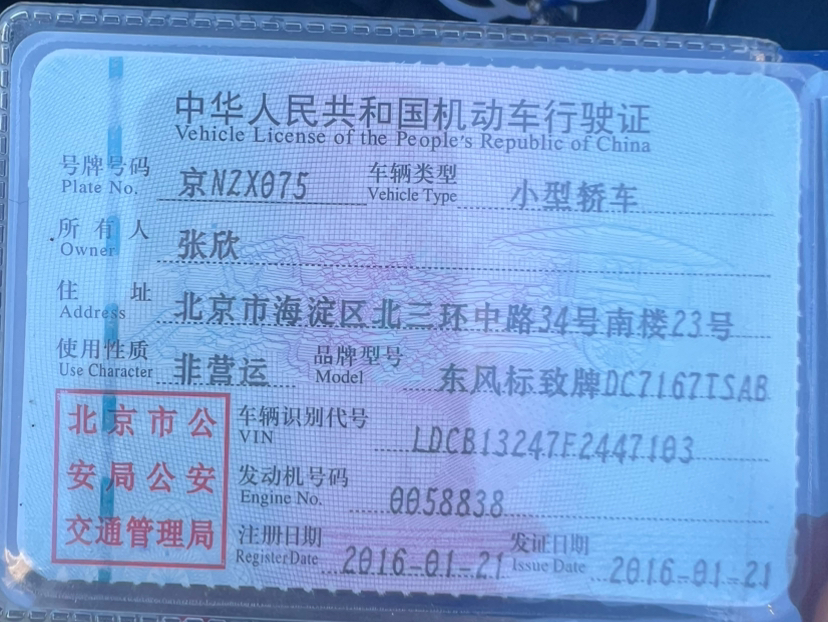 中华人民共和国机动车行驶证
Vehicle License of the People's Republic of China
号牌号码 京NZX075 车辆类型 小型轿车
Plate No. Vehicle Type
所有人 张欣
Owner
住址 北京市海淀区北三环中路34号南楼23号
Address
使用性质 非营运 品牌型号 东风标致牌DC7167TSAB
Use Character Model
北京市公
安局公安
交通管理局
车辆识别代号 LDCB13247F2447103
VIN
发动机号码 0058838
Engine No.
注册日期 2016-01-21 发证日期 2016-01-21
Register Date Issue Date